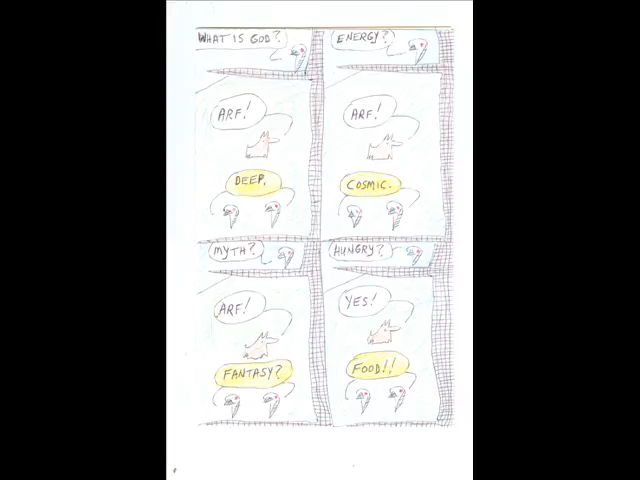 WHAT IS GOD?
ARF!
DEEP.
ENERGY?
ARF!
COSMIC.
MYTH?
ARF!
FANTASY?
HUNGRY?
YES!
FOOD!!